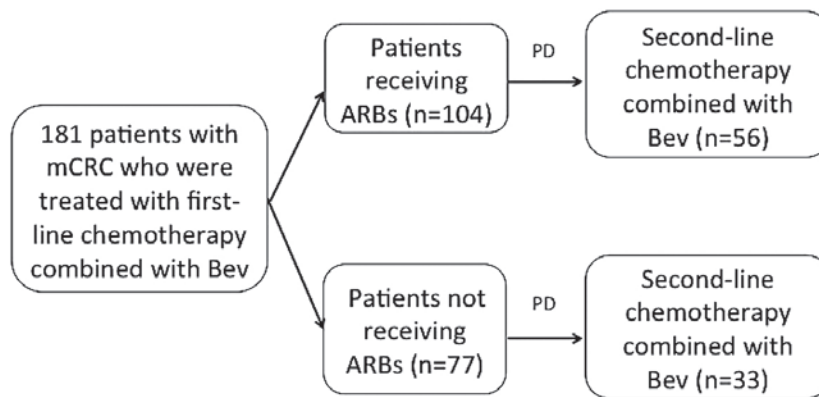 181 patients with
mCRC who were
treated with first-
line chemotherapy
combined with Bev
Patients
receiving
ARBs (n=104)
PD
Second-line
chemotherapy
combined with
Bev (n=56)
Patients not
receiving
ARBs (n=77)
PD
Second-line
chemotherapy
combined with
Bev (n=33)